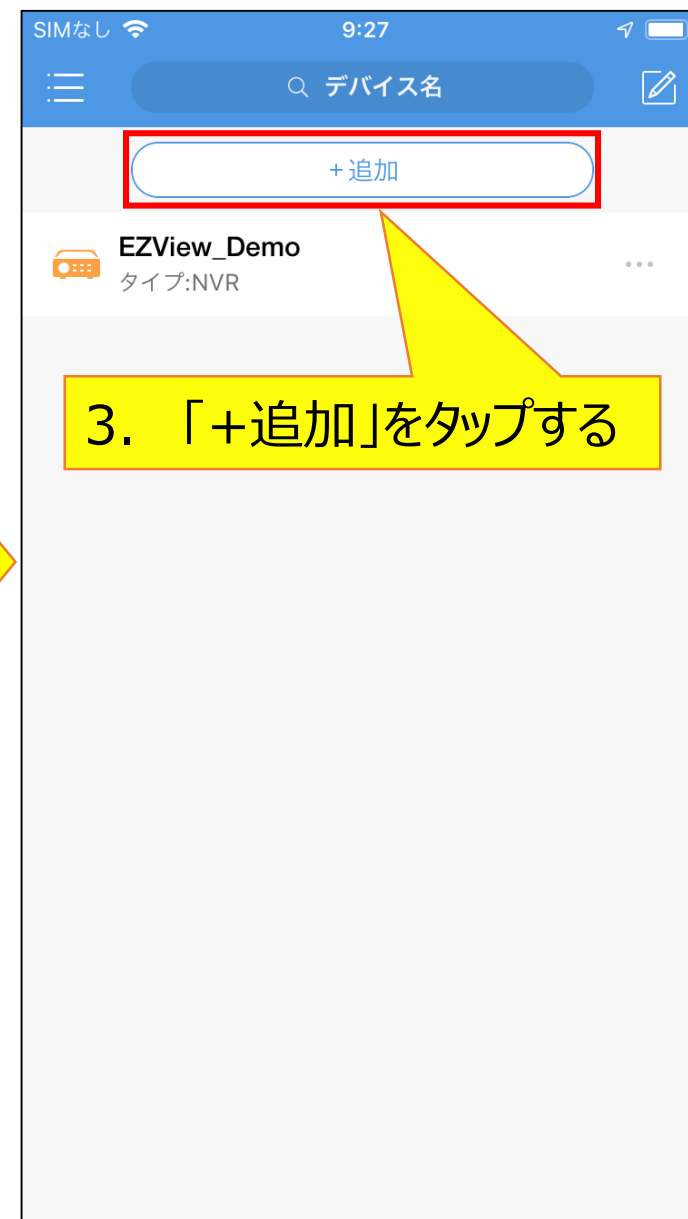 SIMなし 9:27
デバイス名
+追加
EZView_Demo
タイプ:NVR
3. 「+追加」をタップする